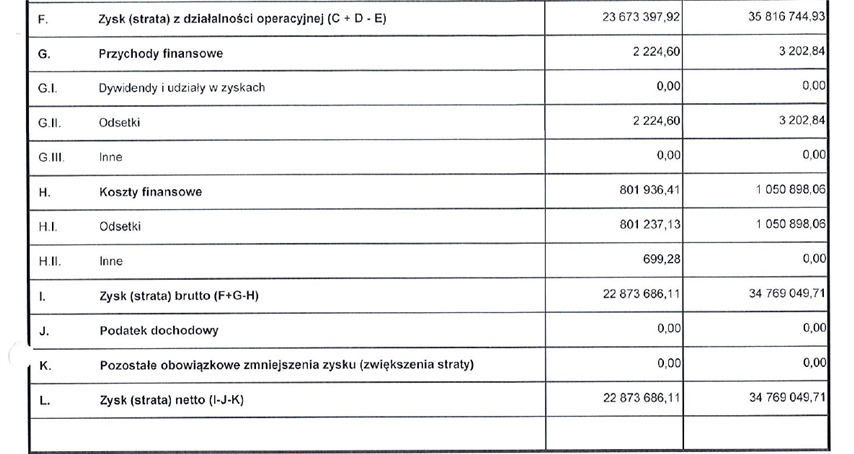 F. Zysk (strata) z działalności operacyjnej (C + D - E) 23 673 397,92 35 816 744,93
G. Przychody finansowe 2 224,60 3 202,84
G.I. Dywidendy i udziały w zyskach 0,00 0,00
G.II. Odsetki 2 224,60 3 202,84
G.III. Inne 0,00 0,00
H. Koszty finansowe 801 936,41 1 050 898,06
H.I. Odsetki 801 237,13 1 050 898,06
H.II. Inne 699,28 0,00
I. Zysk (strata) brutto (F+G-H) 22 873 686,11 34 769 049,71
J. Podatek dochodowy 0,00 0,00
K. Pozostałe obowiązkowe zmniejszenia zysku (zwiększenia straty) 0,00 0,00
L. Zysk (strata) netto (I-J-K) 22 873 686,11 34 769 049,71